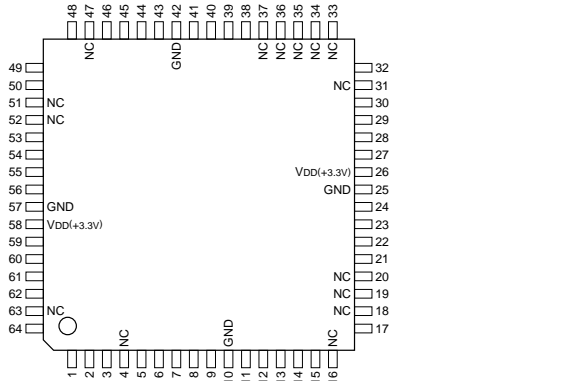 48 47 46 45 44 43 42 41 40 39 38 37 36 35 34 33
NC GND NC NC NC NC NC
49 32
50 NC 31
51 NC 30
52 NC 29
53 28
54 27
55 VDD(+3.3V) 26
56 GND 25
57 GND 24
58 VDD(+3.3V) 23
59 22
60 21
61 NC 20
62 NC 19
63 NC NC 18
64 17
NC GND NC
1 2 3 4 5 6 7 8 9 10 11 12 13 14 15 16